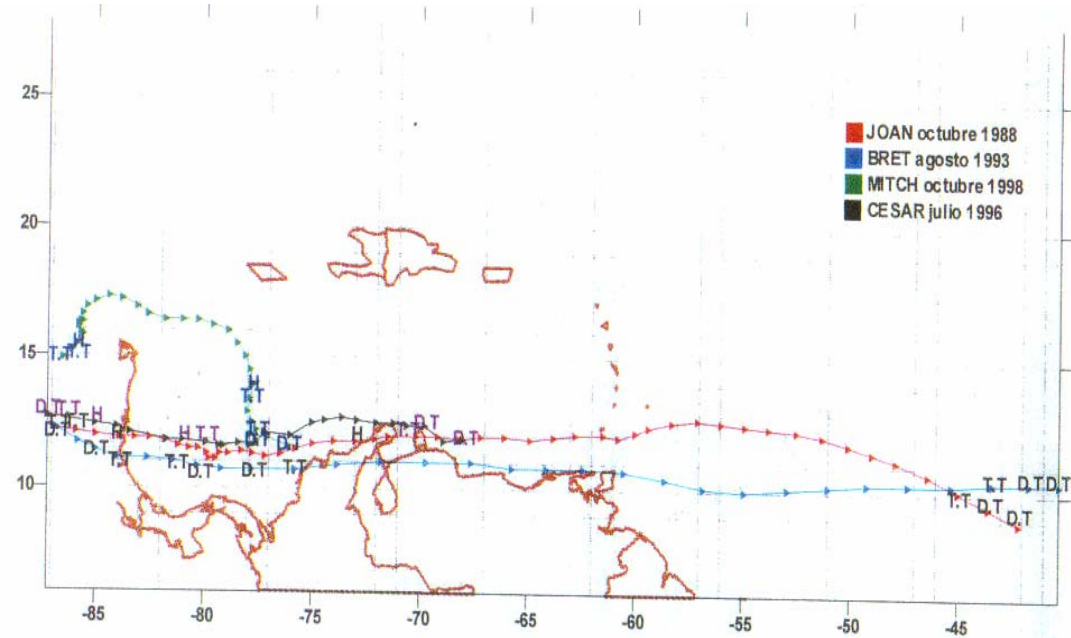 25
JOAN octubre 1988
BRET agosto 1993
MITCH octubre 1998
CESAR julio 1996
20
15
T.T T.T
H
H
T.T
D.T T.T H
T.T T.T
D.T
H T T T
T.T
D.T D.T
H
D.T
D.T
D.T
T.T
T.T
D.T
D.T
T.T
10
T.T D.T D.T
T.T D.T
D.T
-85
-80
-75
-70
-65
-60
-55
-50
-45